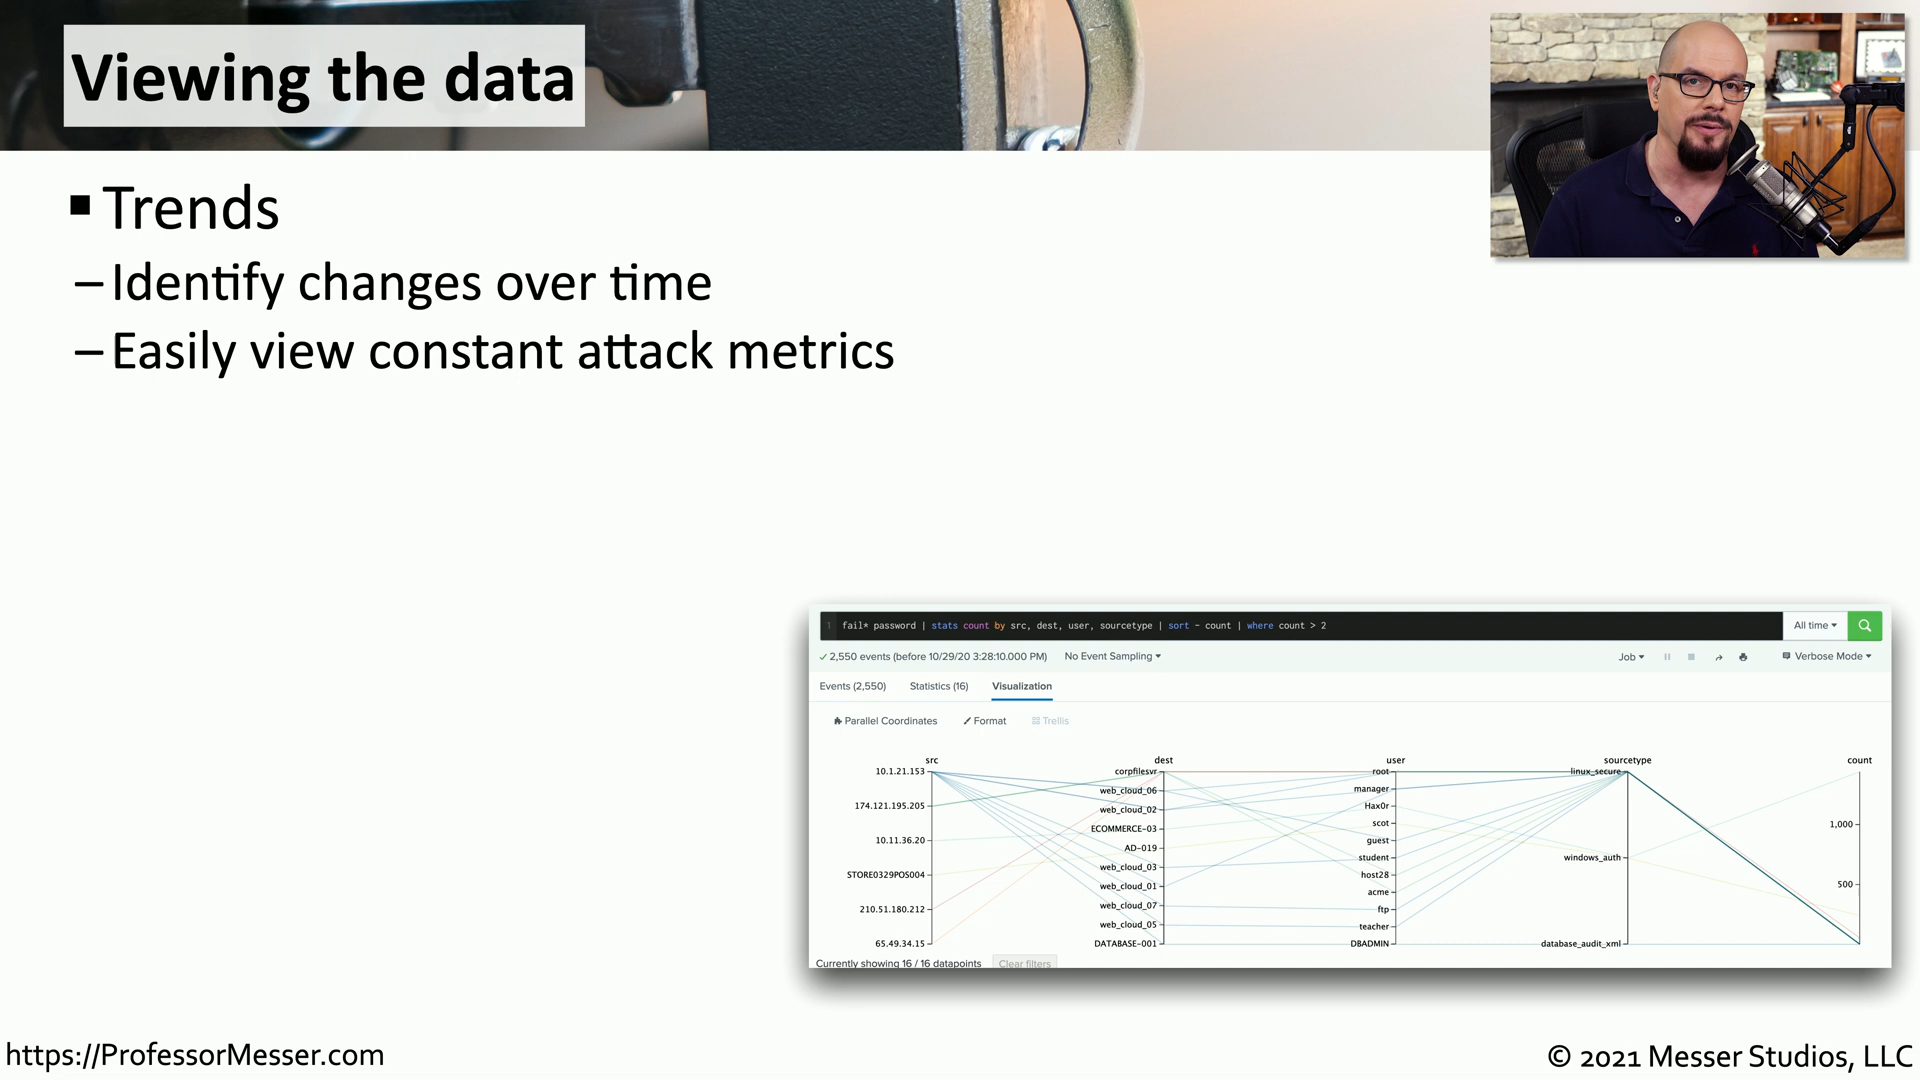 Viewing the data
▪ Trends
– Identify changes over time
– Easily view constant attack metrics
1 fail* password | stats count by src, dest, user, sourcetype | sort - count | where count > 2
All time
✓ 2,550 events (before 10/29/20 3:28:10.000 PM) No Event Sampling
Job
Verbose Mode
Events (2,550) Statistics (16) Visualization
Parallel Coordinates Format Trellis
src dest user sourcetype count
10.1.21.153
174.121.195.205
10.11.36.20
STORE0329POS004
210.51.180.212
65.49.34.15
corpfilesvr
web_cloud_06
web_cloud_02
ECOMMERCE-03
AD-019
web_cloud_03
web_cloud_01
web_cloud_07
web_cloud_05
DATABASE-001
root
manager
Hax0r
scot
guest
student
host28
acme
ftp
teacher
DBADMIN
linux_secure
windows_auth
database_audit_xml
1,000
500
Currently showing 16 / 16 datapoints Clear filters
https://ProfessorMesser.com
© 2021 Messer Studios, LLC